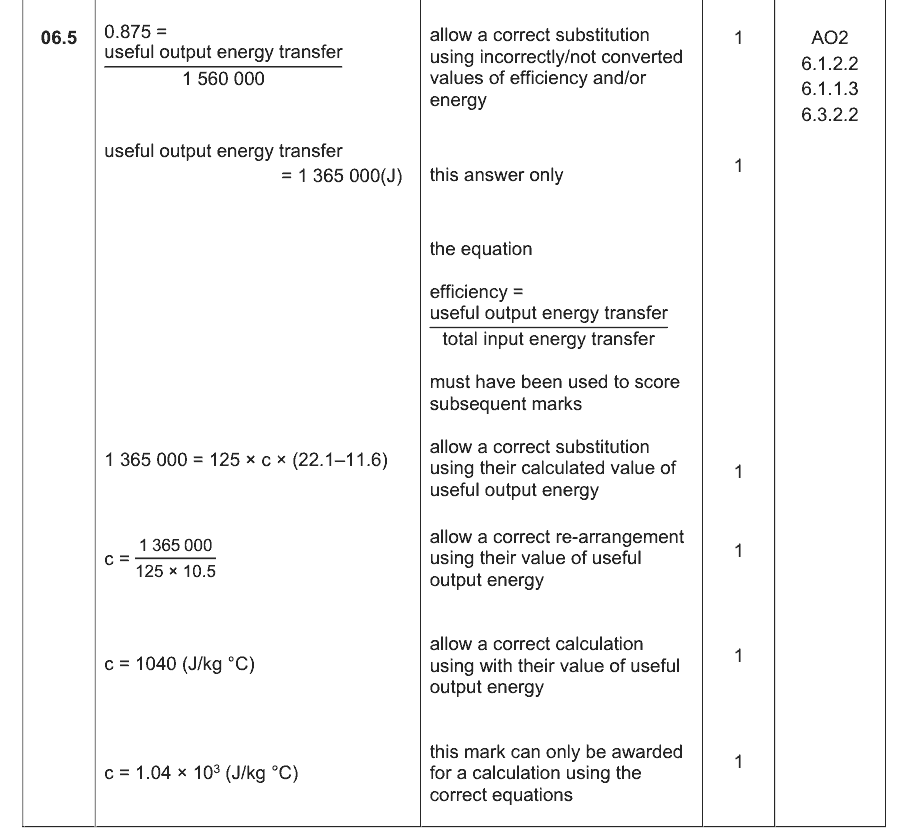 06.5
0.875 =
useful output energy transfer
1 560 000
allow a correct substitution
using incorrectly/not converted
values of efficiency and/or
energy
1
AO2
6.1.2.2
6.1.1.3
6.3.2.2
useful output energy transfer
= 1 365 000(J)
this answer only
1
the equation
efficiency =
useful output energy transfer
total input energy transfer
must have been used to score
subsequent marks
1 365 000 = 125 × c × (22.1–11.6)
allow a correct substitution
using their calculated value of
useful output energy
1
c = 1 365 000
125 × 10.5
allow a correct re-arrangement
using their value of useful
output energy
1
c = 1040 (J/kg °C)
allow a correct calculation
using with their value of useful
output energy
1
c = 1.04 × 10³ (J/kg °C)
this mark can only be awarded
for a calculation using the
correct equations
1